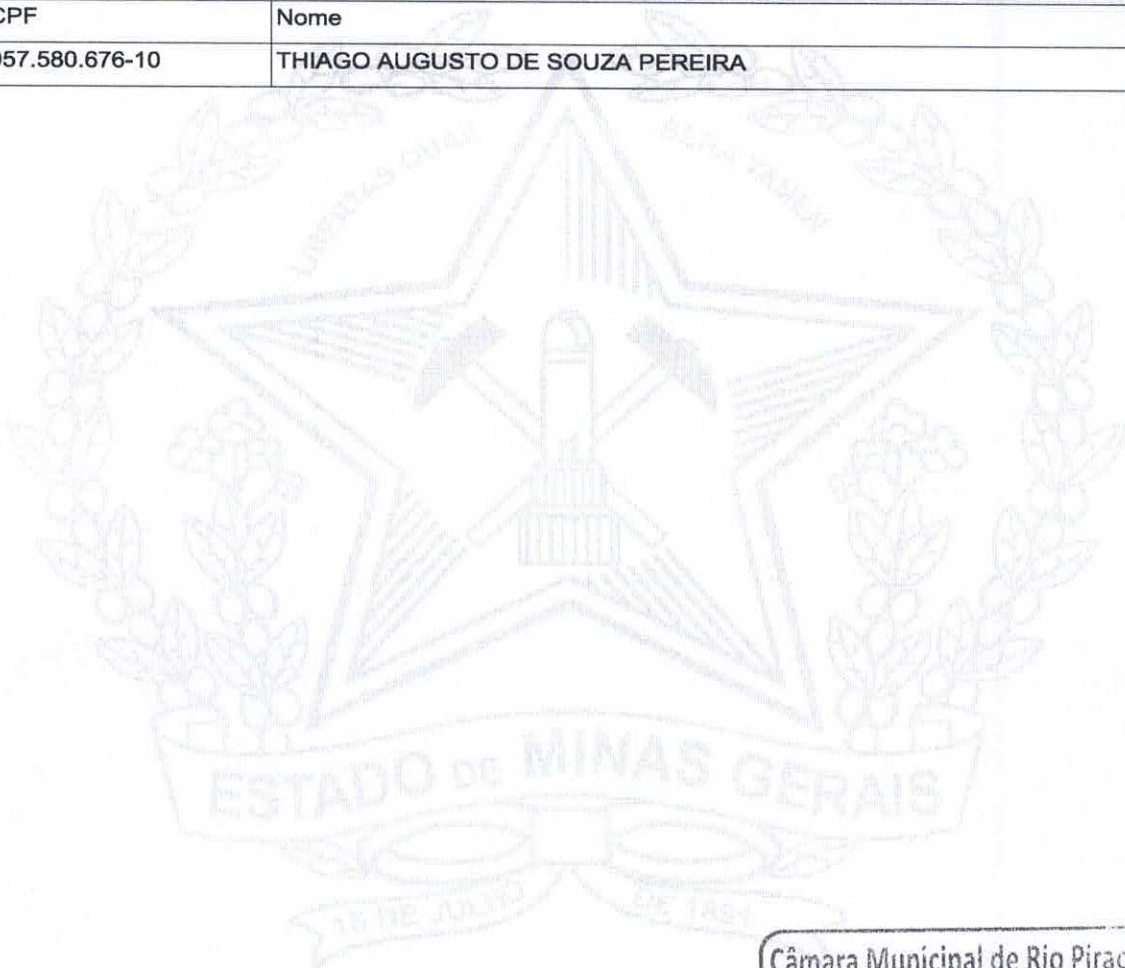 CPF Nome
057.580.676-10 THIAGO AUGUSTO DE SOUZA PEREIRA
LIBERTAS QUAE SERA TAMEN
ESTADO DE MINAS GERAIS
15 DE JULHO DE 1891
Câmara Municipal de Rio Pirac